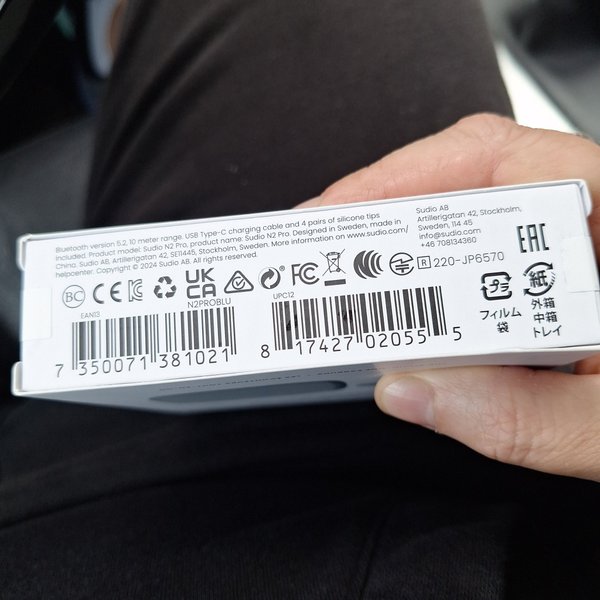 Bluetooth version 5.2, 10 meter range. USB Type-C charging cable and 4 pairs of silicone tips
included. Product model: Sudio N2 Pro, product name: Sudio N2 Pro. Designed in Sweden, made in
China. Sudio AB, Artillerigatan 42, SE11445, Stockholm, Sweden. More information on www.sudio.com/
helpcenter. Copyright © 2024 Sudio AB. All rights reserved.
Sudio AB
Artillerigatan 42, Stockholm,
Sweden, 114 45
info@sudio.com
+46 708134360
EAC
BC CE UKCA FC R 220-JP6570
EAN13
N2PROBLU
UPC12
7 350071 381021
8 17427 02055 5
プラ
フィルム
袋
紙
外箱
中箱
トレイ